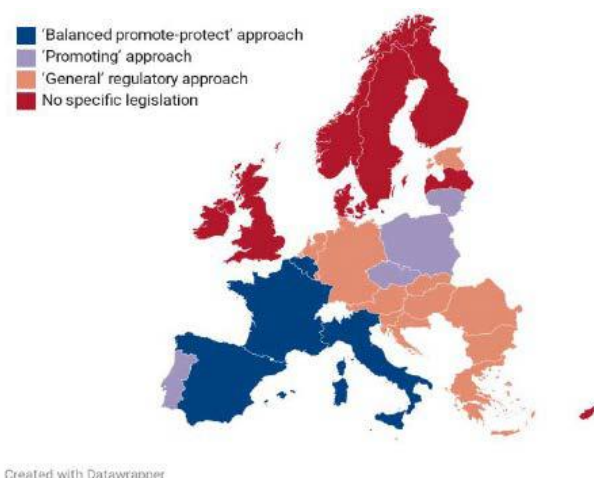 'Balanced promote-protect' approach
'Promoting' approach
'General' regulatory approach
No specific legislation
Created with Datawrapper